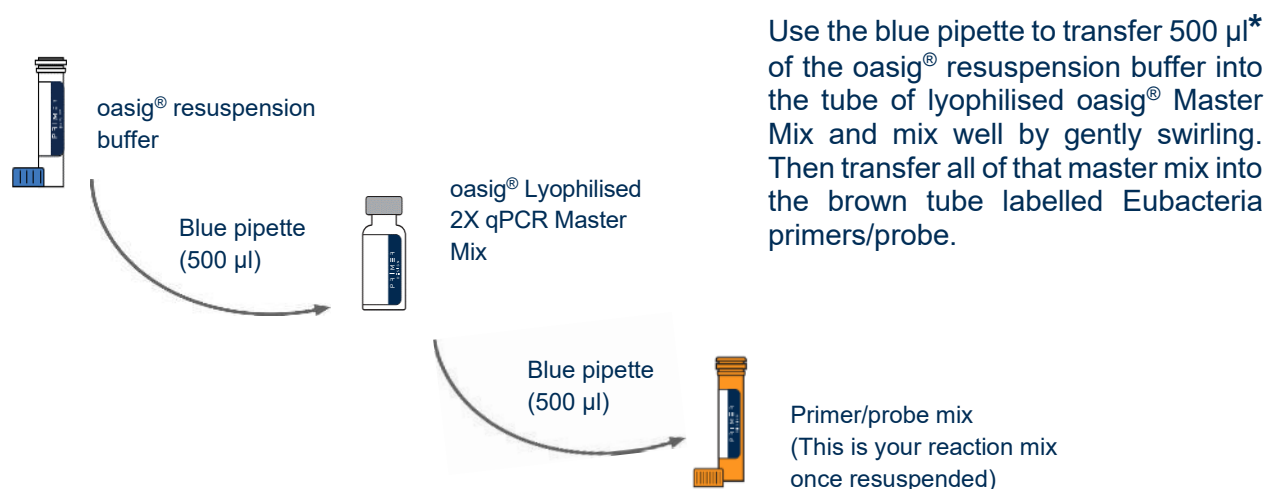 oasig® resuspension
buffer
Blue pipette
(500 µl)
oasig® Lyophilised
2X qPCR Master
Mix
Blue pipette
(500 µl)
Primer/probe mix
(This is your reaction mix
once resuspended)
Use the blue pipette to transfer 500 µl*
of the oasig® resuspension buffer into
the tube of lyophilised oasig® Master
Mix and mix well by gently swirling.
Then transfer all of that master mix into
the brown tube labelled Eubacteria
primers/probe.
PRIMER
PRIMER
PRIMER